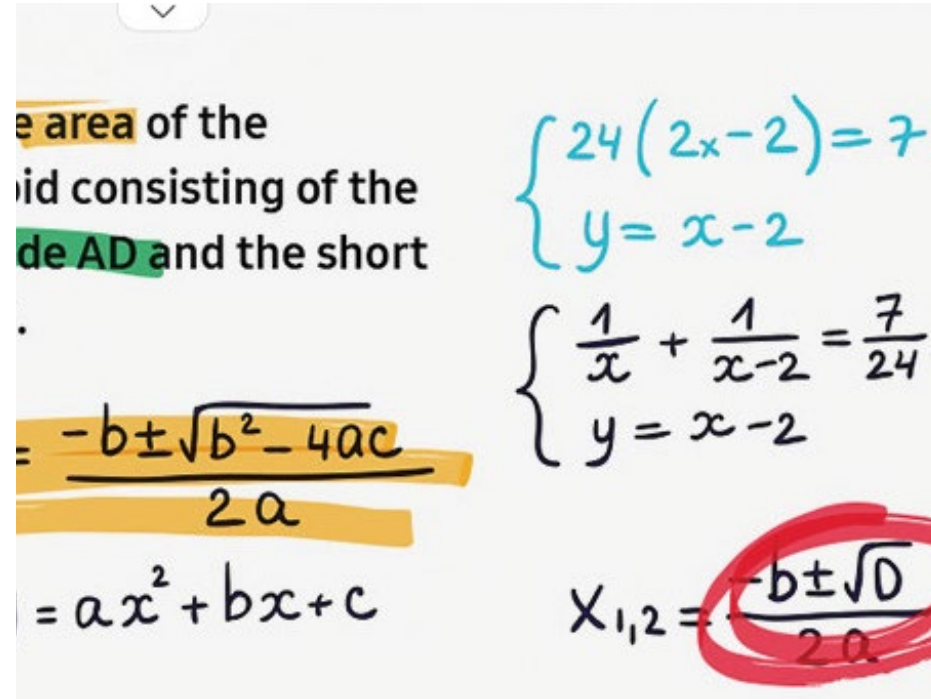 e area of the
id consisting of the
de AD and the short
.
= -b±√b²-4ac
2a
= ax² + bx + c
24(2x-2)=7
y= x-2
1/x + 1/x-2 = 7/24
y = x-2
X₁,₂ = -b±√D
2a